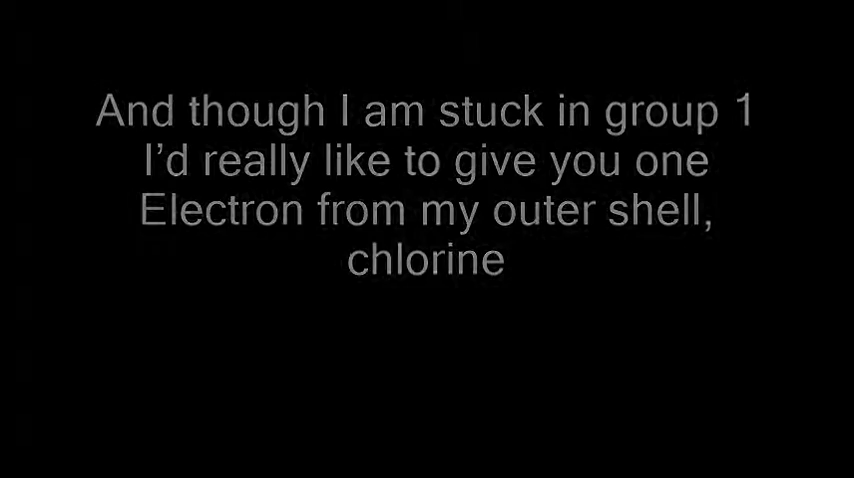 And though I am stuck in group 1
I’d really like to give you one
Electron from my outer shell,
chlorine